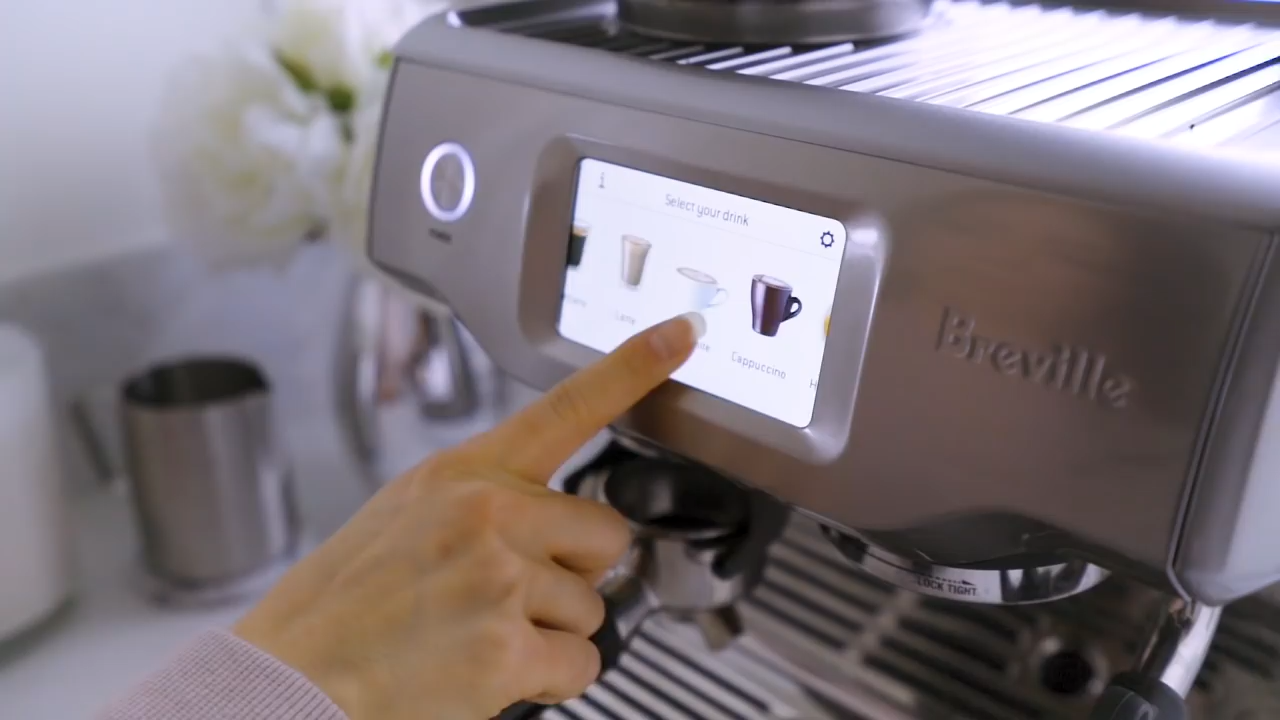 i
Select your drink
Latte
Cappuccino
H
Breville
LOCK TIGHT